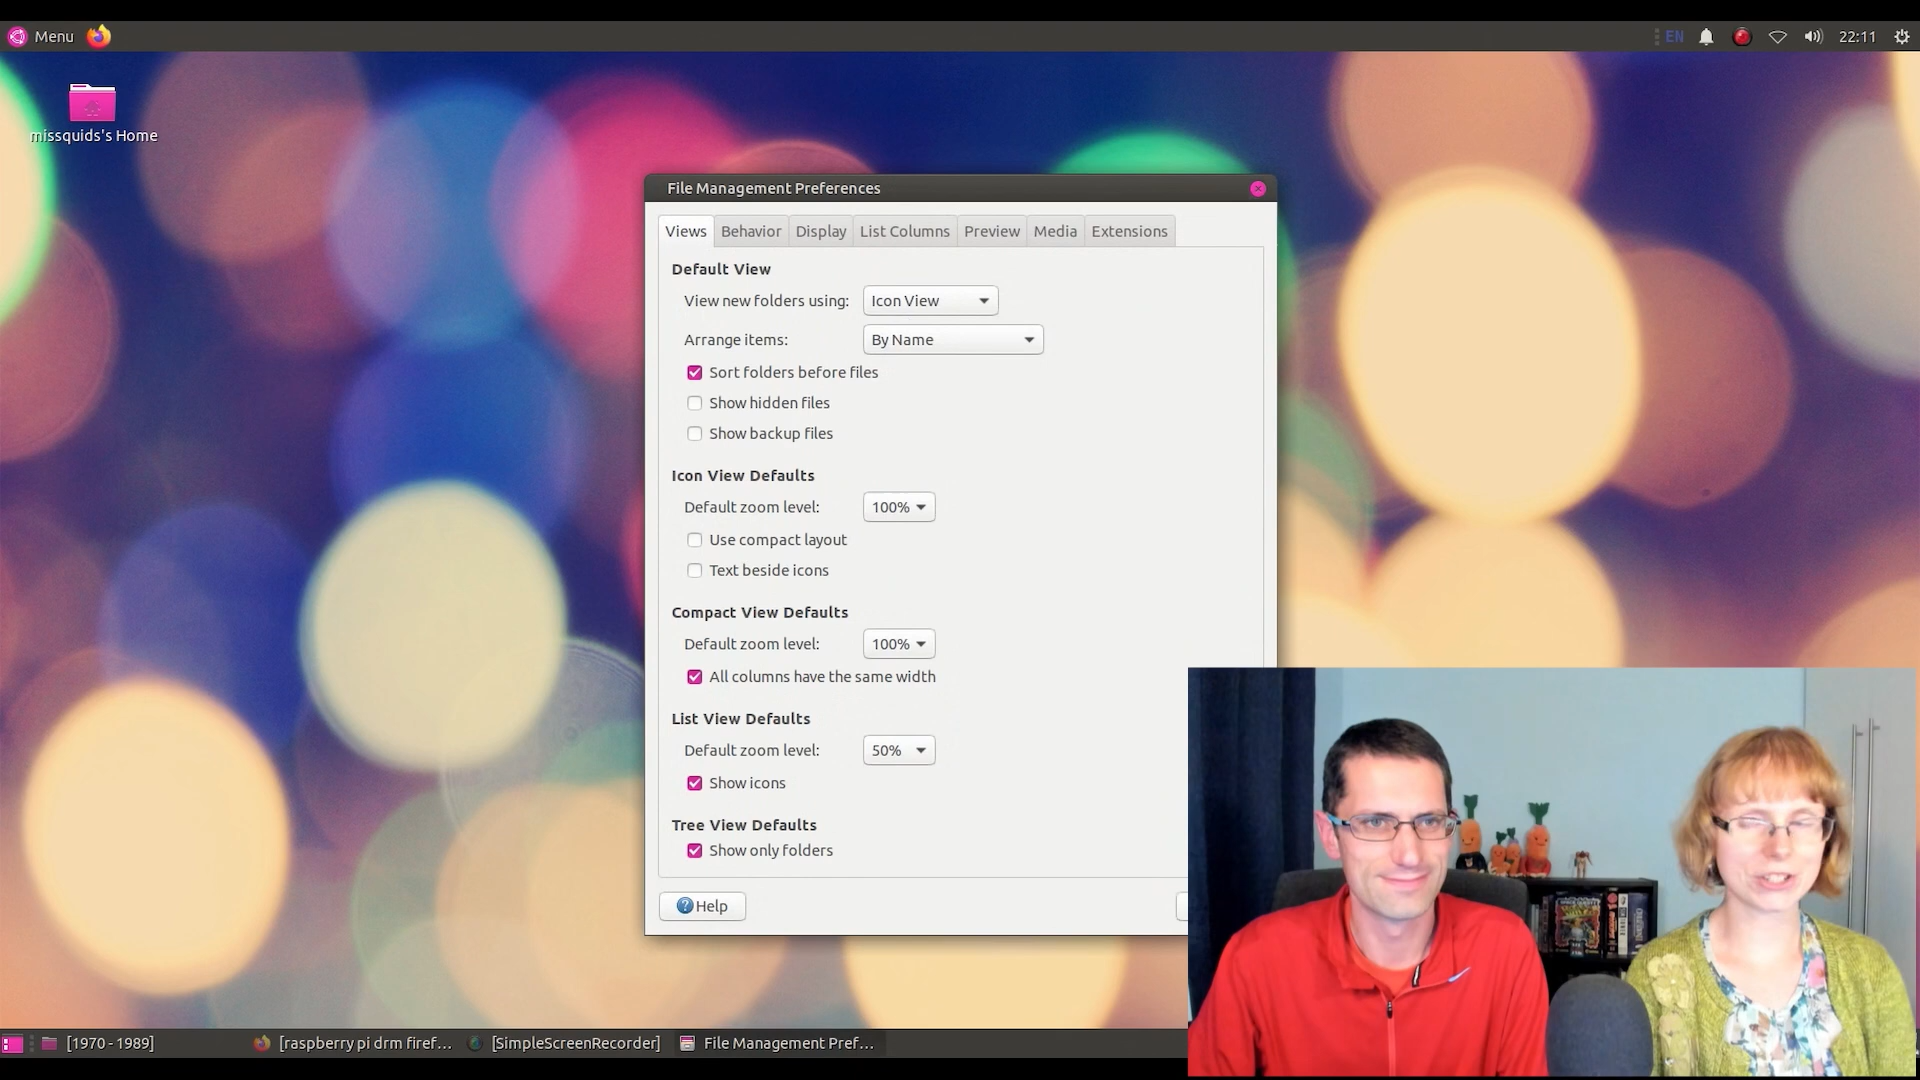 Menu
EN
22:11
missquids's Home
File Management Preferences
Views Behavior Display List Columns Preview Media Extensions
Default View
View new folders using: Icon View
Arrange items: By Name
Sort folders before files
Show hidden files
Show backup files
Icon View Defaults
Default zoom level: 100%
Use compact layout
Text beside icons
Compact View Defaults
Default zoom level: 100%
All columns have the same width
List View Defaults
Default zoom level: 50%
Show icons
Tree View Defaults
Show only folders
Help
[1970 - 1989] [raspberry pi drm firef... [SimpleScreenRecorder] File Management Pref...